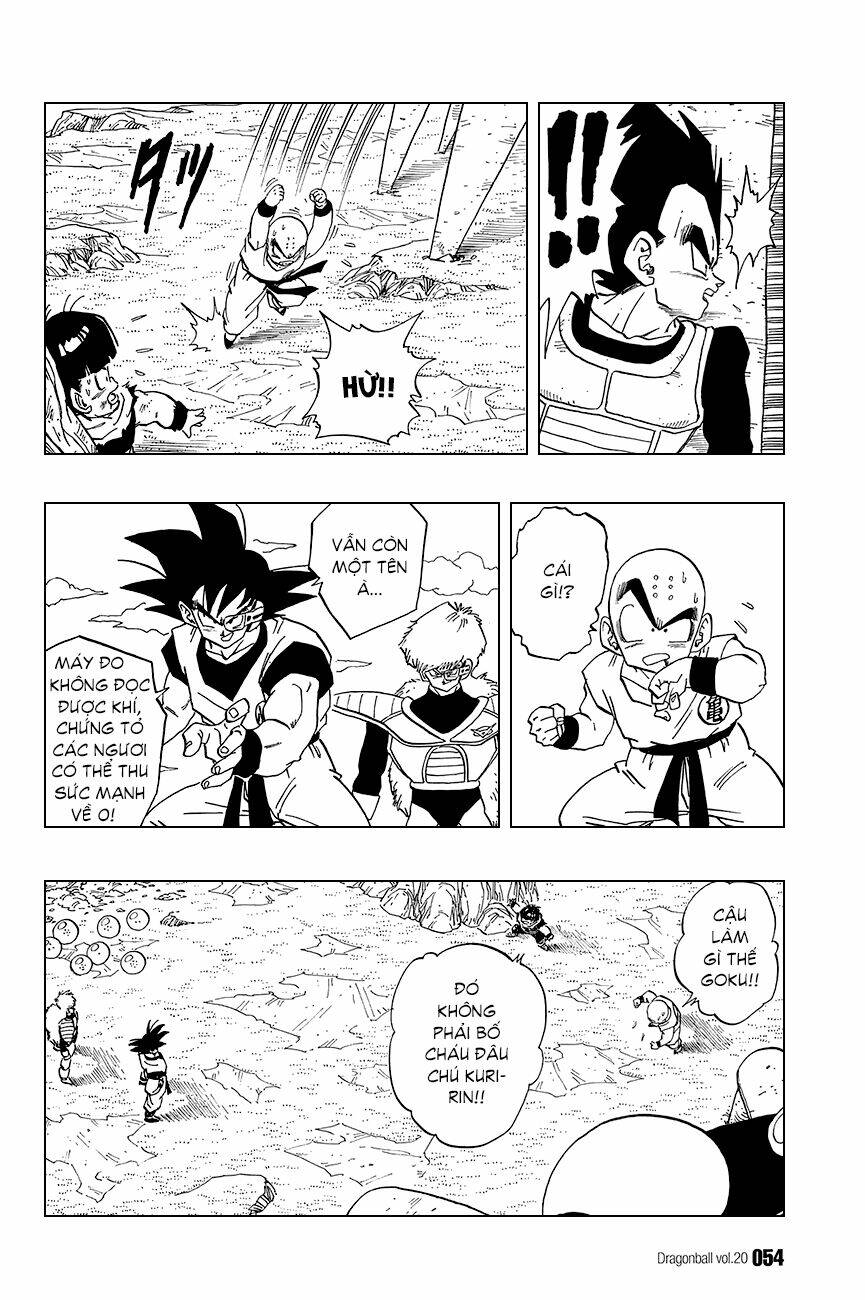 !!
ダッ
HỪ!!
CÁI
GÌ!?
亀
VẪN CÒN
MỘT TÊN
À...
MÁY ĐO
KHÔNG ĐỌC
ĐƯỢC KHÍ,
CHỨNG TỎ
CÁC NGƯƠI
CÓ THỂ THU
SỨC MẠNH
VỀ 0!
CẬU
LÀM
GÌ THẾ
GOKU!!
ĐÓ
KHÔNG
PHẢI BỐ
CHÁU ĐÂU
CHÚ KURI-
RIN!!
Dragonball vol.20 054